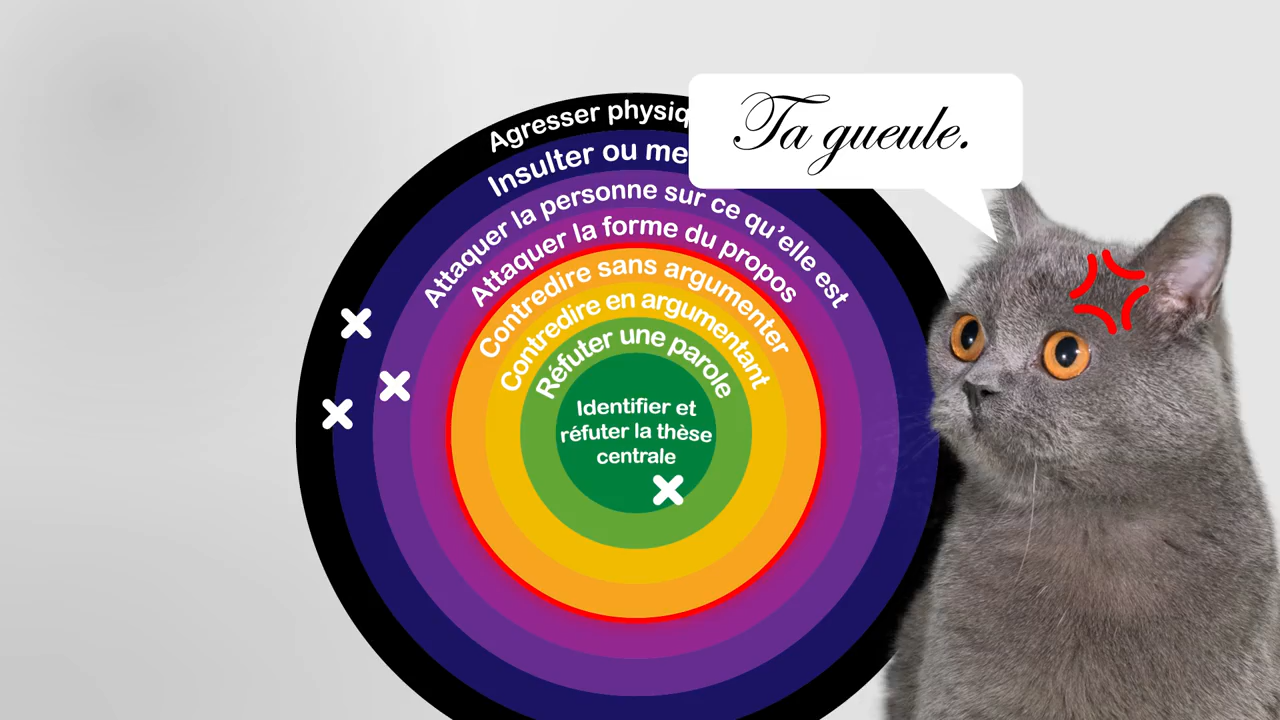 Ta gueule.
Agresser
Insulter ou
Attaquer la personne sur ce qu'elle est
Attaquer la forme du propos
Contredire sans argumenter
Contredire en argumentant
Réfuter une parole
Identifier et
réfuter la thèse
centrale